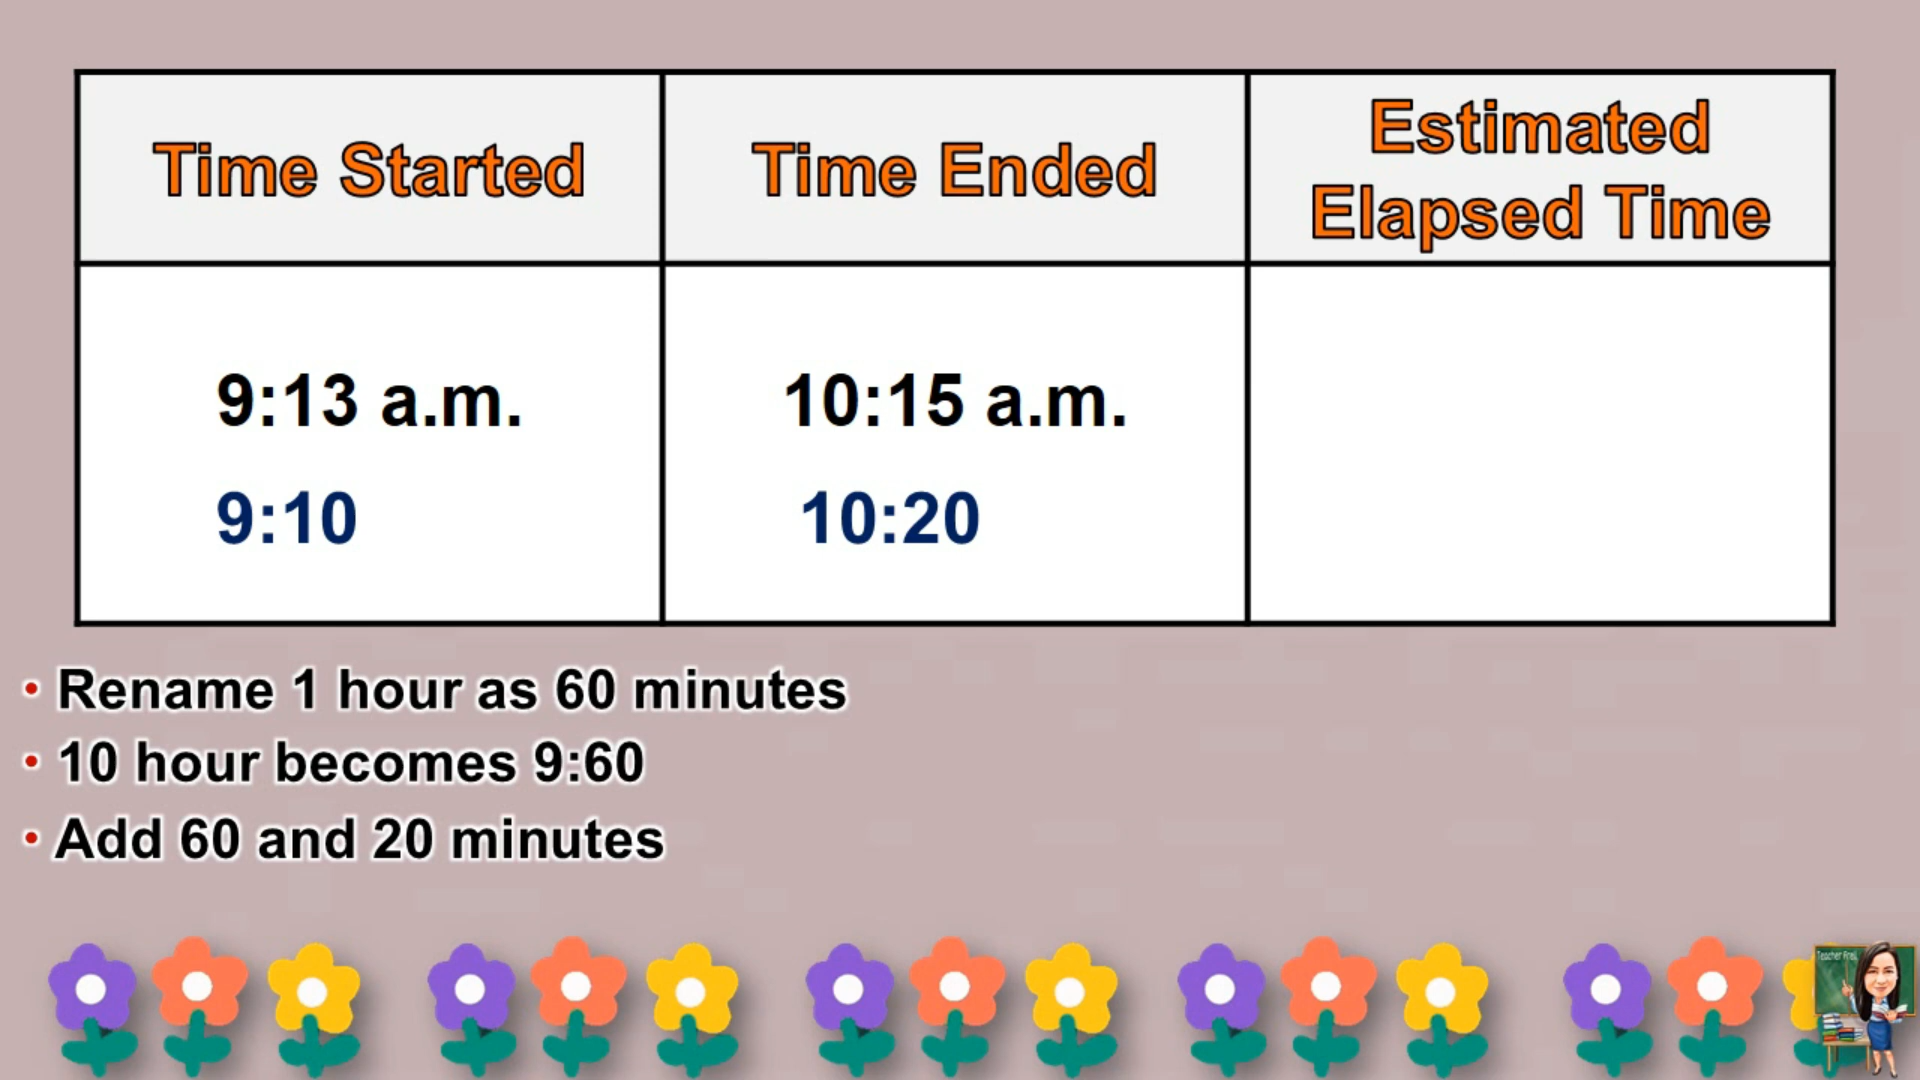 Time Started
Time Ended
Estimated
Elapsed Time
9:13 a.m.
10:15 a.m.
9:10
10:20
• Rename 1 hour as 60 minutes
• 10 hour becomes 9:60
• Add 60 and 20 minutes
Teacher